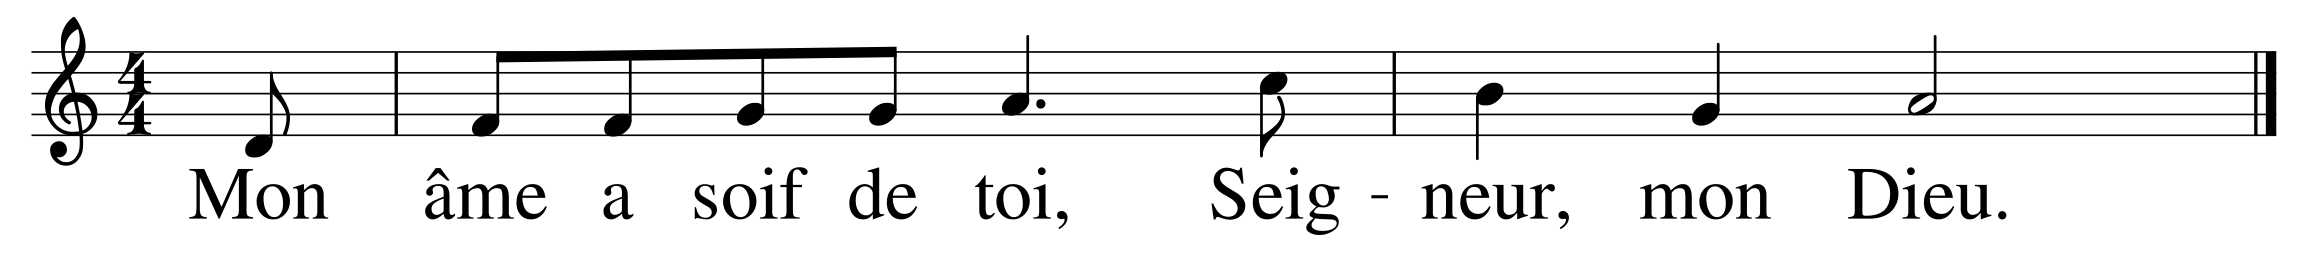 Mon âme a soif de toi, Seig - neur, mon Dieu.